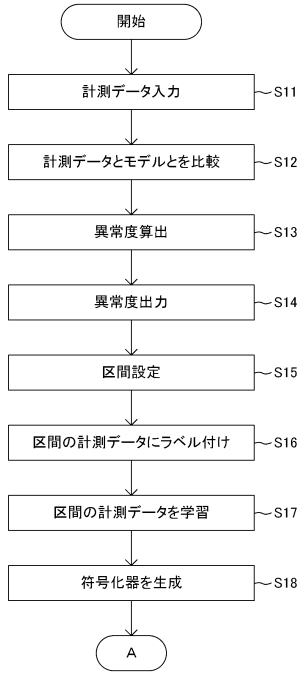 開始
計測データ入力 S11
計測データとモデルとを比較 S12
異常度算出 S13
異常度出力 S14
区間設定 S15
区間の計測データにラベル付け S16
区間の計測データを学習 S17
符号化器を生成 S18
A